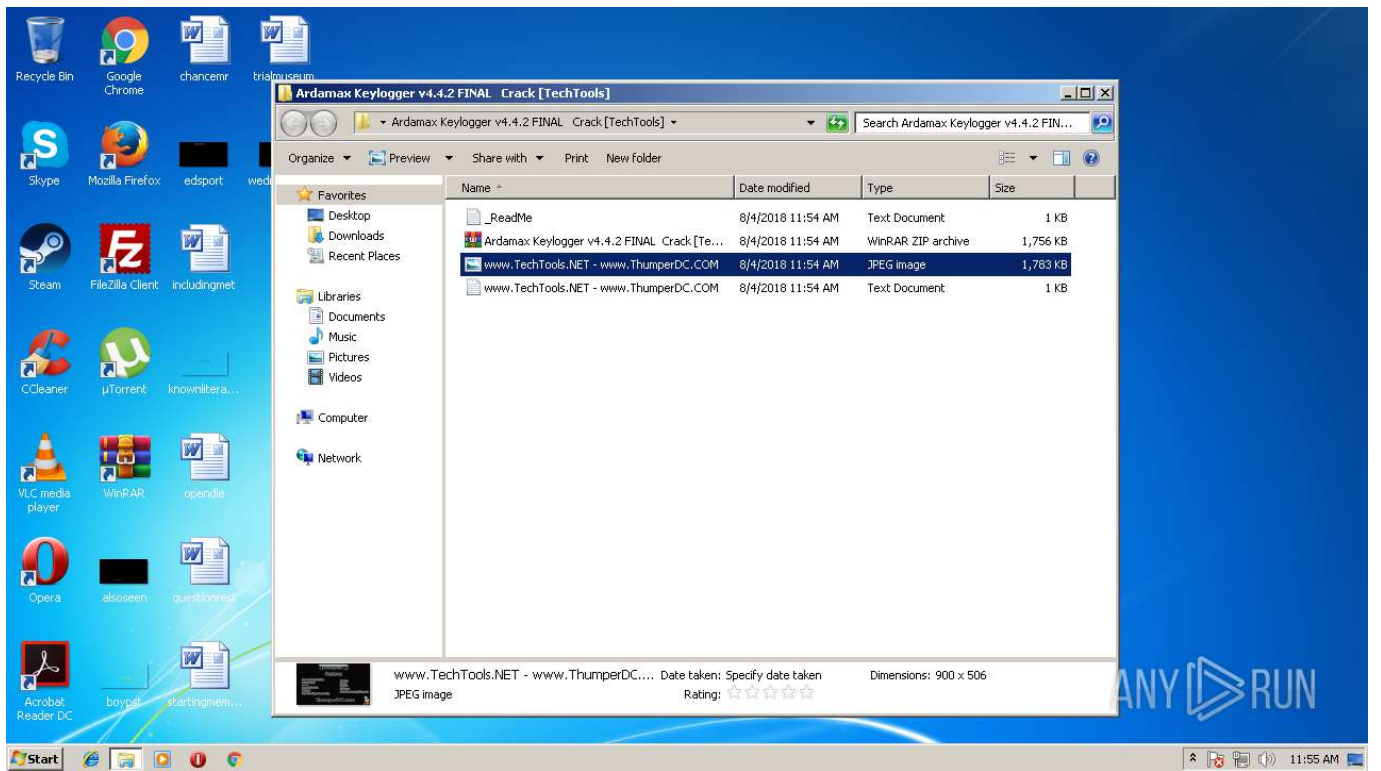 Recycle Bin
Google Chrome
chancemr
trialmuseum
Skype
Mozilla Firefox
edsport
Steam
FileZilla Client
includingmet
CCleaner
µTorrent
knownlitera...
VLC media player
WinRAR
opendie
Opera
alsoseen
questionrest
Acrobat Reader DC
boypst
startingmem...
Ardamax Keylogger v4.4.2 FINAL Crack [TechTools]
Ardamax Keylogger v4.4.2 FINAL Crack [TechTools]
Search Ardamax Keylogger v4.4.2 FIN...
Organize Preview Share with Print New folder
Favorites
Desktop
Downloads
Recent Places
Libraries
Documents
Music
Pictures
Videos
Computer
Network
Name Date modified Type Size
_ReadMe 8/4/2018 11:54 AM Text Document 1 KB
Ardamax Keylogger v4.4.2 FINAL Crack [Te... 8/4/2018 11:54 AM WinRAR ZIP archive 1,756 KB
www.TechTools.NET - www.ThumperDC.COM 8/4/2018 11:54 AM JPEG image 1,783 KB
www.TechTools.NET - www.ThumperDC.COM 8/4/2018 11:54 AM Text Document 1 KB
www.TechTools.NET - www.ThumperDC.... Date taken: Specify date taken Dimensions: 900 x 506
JPEG image Rating:
ANY RUN
Start
11:55 AM